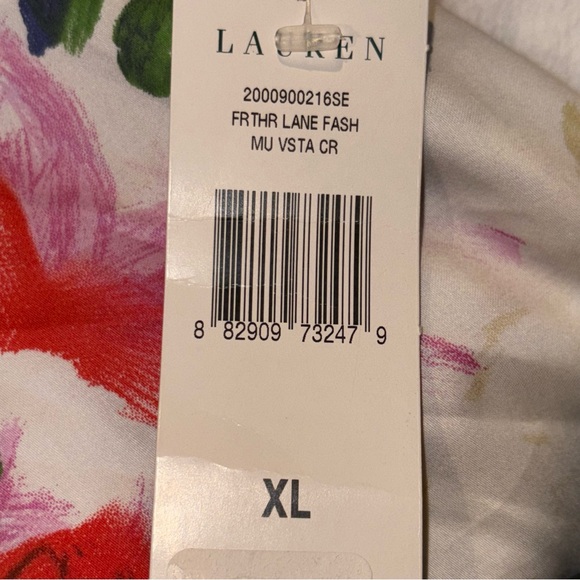 LAUREN
2000900216SE
FRTHR LANE FASH
MU VSTA CR
8 82909 73247 9
XL